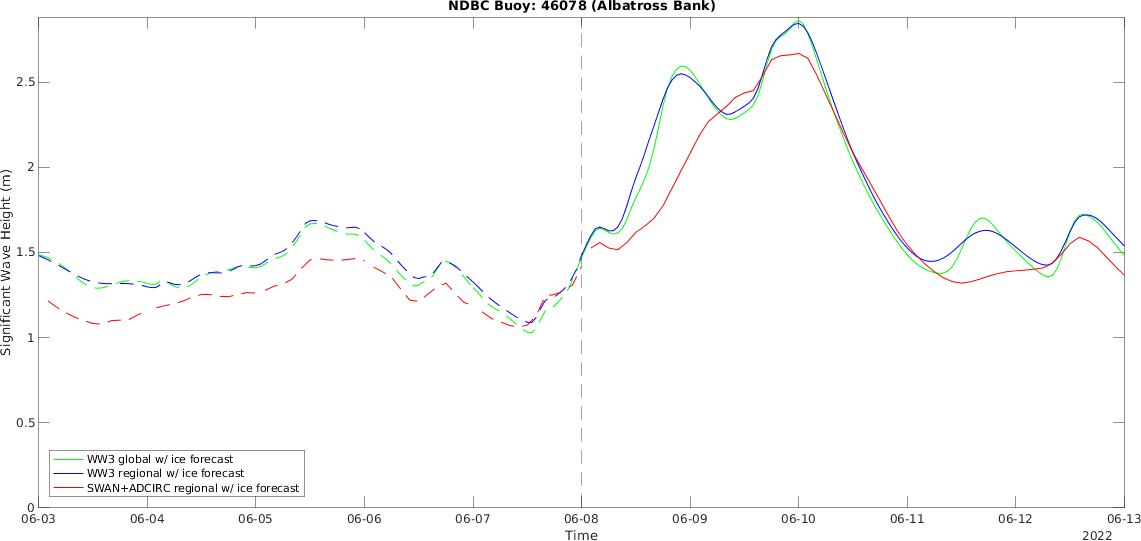 NDBC Buoy: 46078 (Albatross Bank)
Significant Wave Height (m)
2.5
2
1.5
1
0.5
0
WW3 global w/ ice forecast
WW3 regional w/ ice forecast
SWAN+ADCIRC regional w/ ice forecast
06-03 06-04 06-05 06-06 06-07 06-08 06-09 06-10 06-11 06-12 06-13
Time
2022